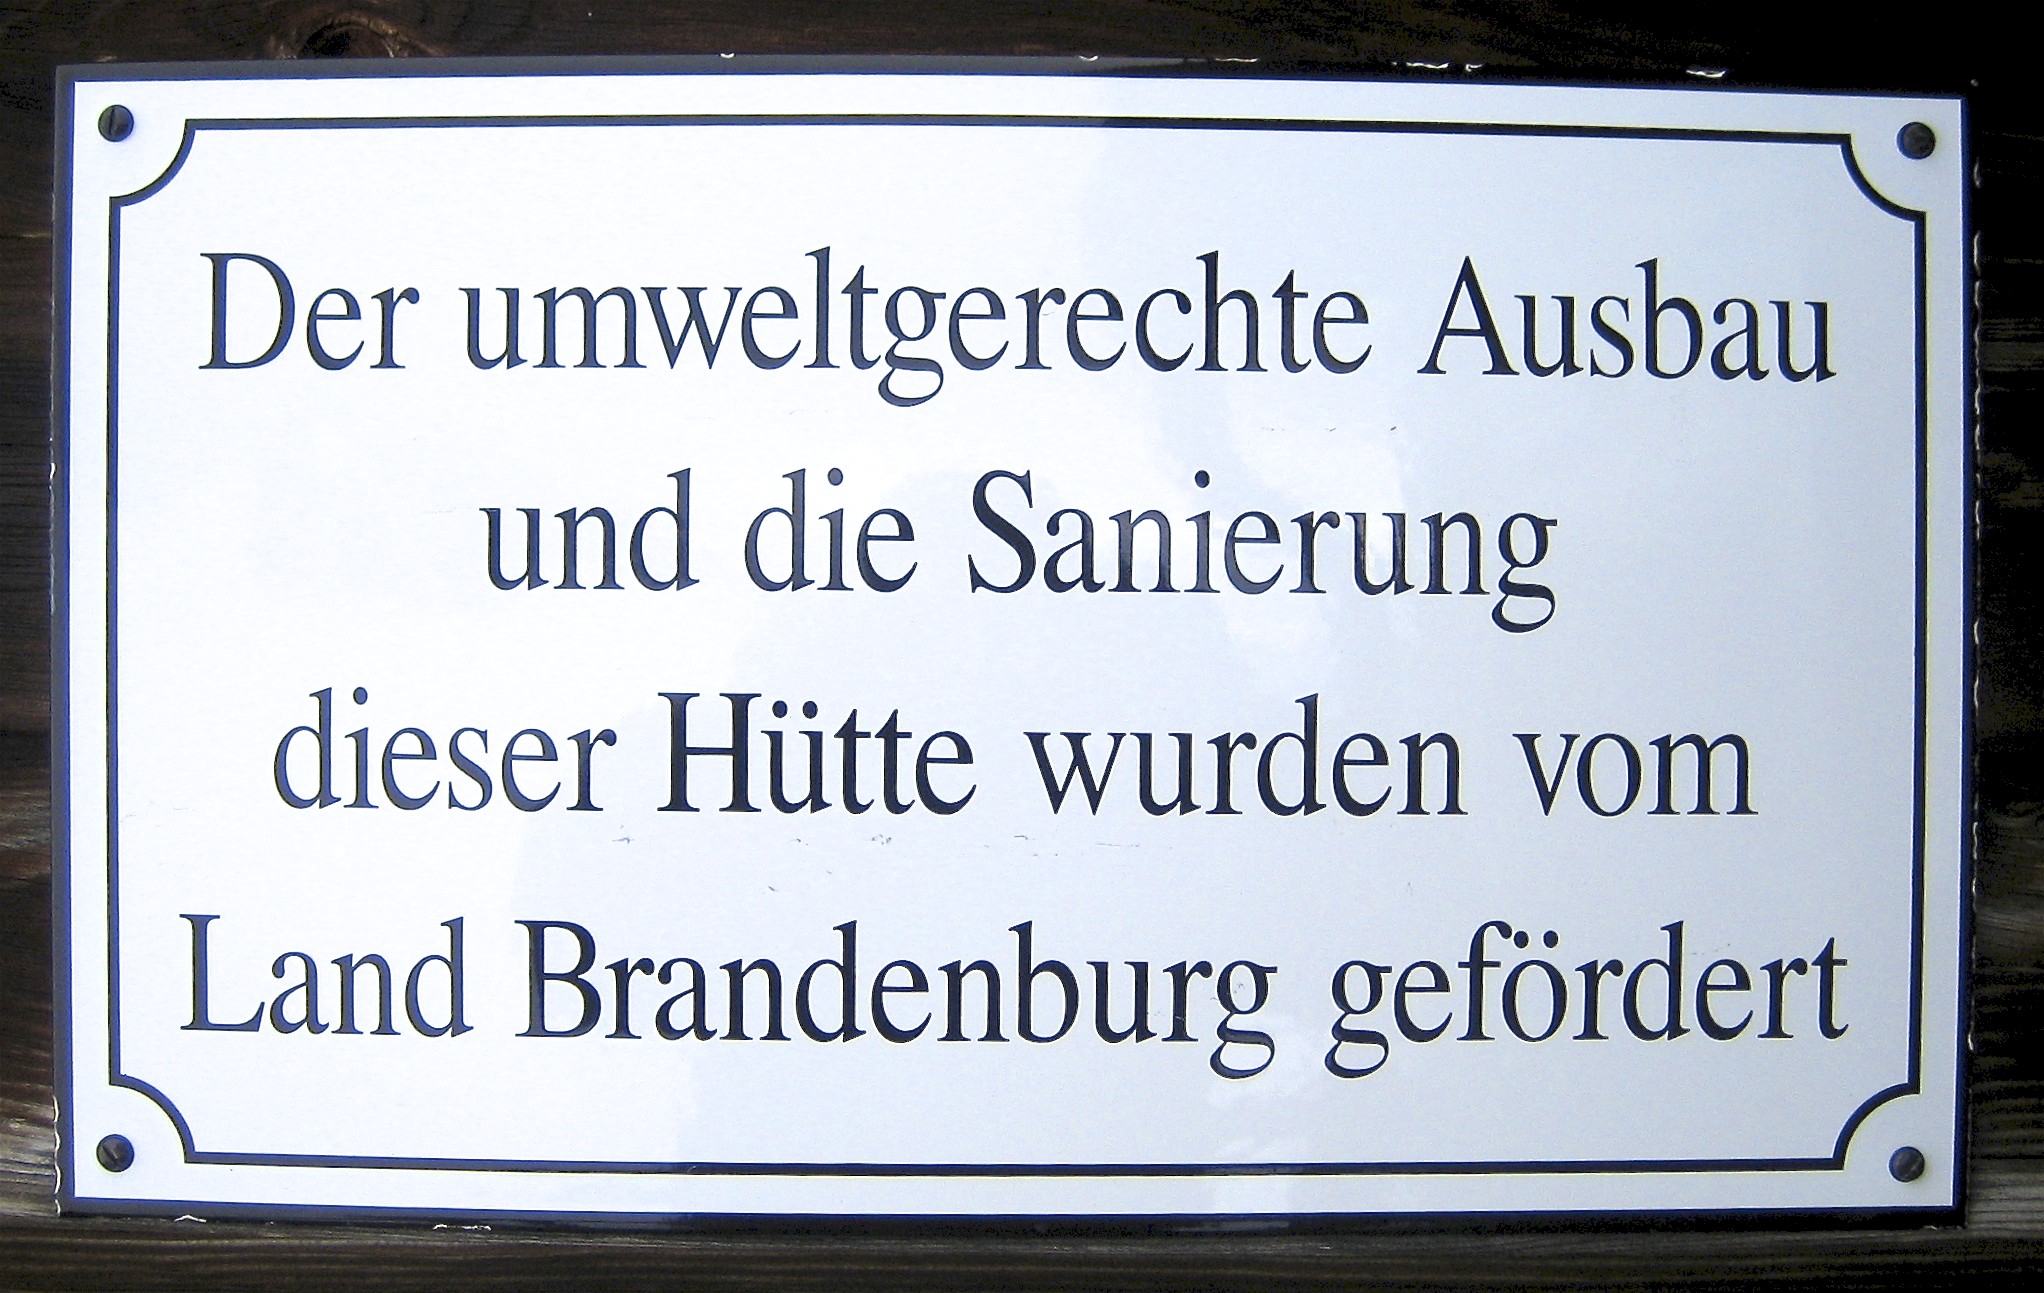 Der umweltgerechte Ausbau
und die Sanierung
dieser Hütte wurden vom
Land Brandenburg gefördert